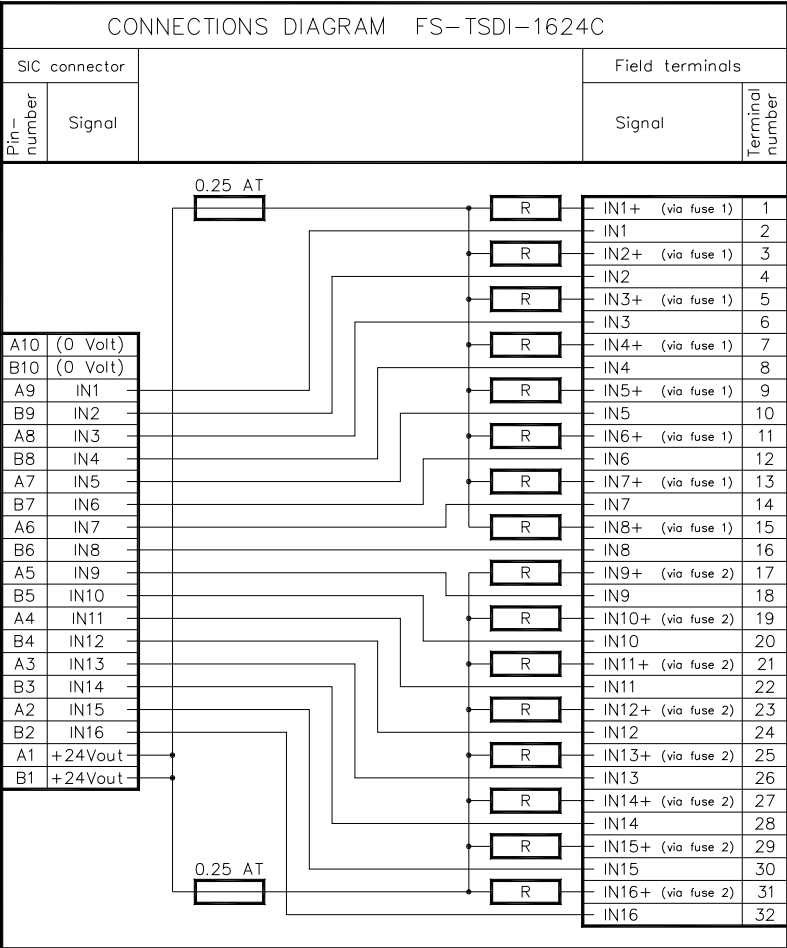 CONNECTIONS DIAGRAM FS-TSDI-1624C
SIC connector
Field terminals
Pin-number
Signal
Signal
Terminal number
0.25 AT
R IN1+ (via fuse 1) 1
IN1 2
R IN2+ (via fuse 1) 3
IN2 4
R IN3+ (via fuse 1) 5
IN3 6
R IN4+ (via fuse 1) 7
IN4 8
R IN5+ (via fuse 1) 9
IN5 10
R IN6+ (via fuse 1) 11
IN6 12
R IN7+ (via fuse 1) 13
IN7 14
R IN8+ (via fuse 1) 15
IN8 16
R IN9+ (via fuse 2) 17
IN9 18
R IN10+ (via fuse 2) 19
IN10 20
R IN11+ (via fuse 2) 21
IN11 22
R IN12+ (via fuse 2) 23
IN12 24
R IN13+ (via fuse 2) 25
IN13 26
R IN14+ (via fuse 2) 27
IN14 28
R IN15+ (via fuse 2) 29
IN15 30
R IN16+ (via fuse 2) 31
IN16 32
A10 (0 Volt)
B10 (0 Volt)
A9 IN1
B9 IN2
A8 IN3
B8 IN4
A7 IN5
B7 IN6
A6 IN7
B6 IN8
A5 IN9
B5 IN10
A4 IN11
B4 IN12
A3 IN13
B3 IN14
A2 IN15
B2 IN16
A1 +24Vout
B1 +24Vout
0.25 AT